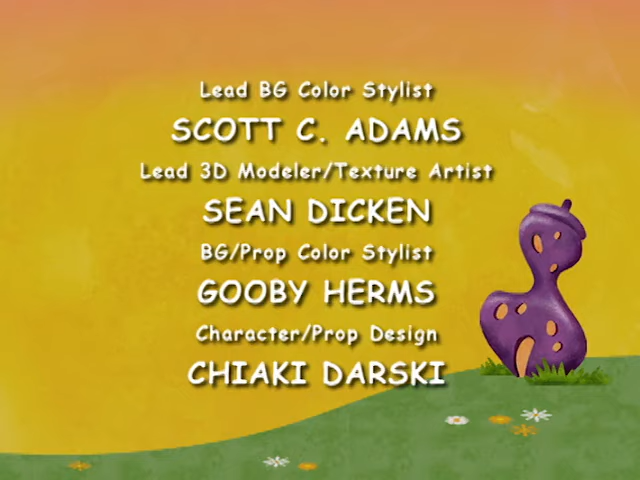 Lead BG Color Stylist
SCOTT C. ADAMS
Lead 3D Modeler/Texture Artist
SEAN DICKEN
BG/Prop Color Stylist
GOOBY HERMS
Character/Prop Design
CHIAKI DARSKI